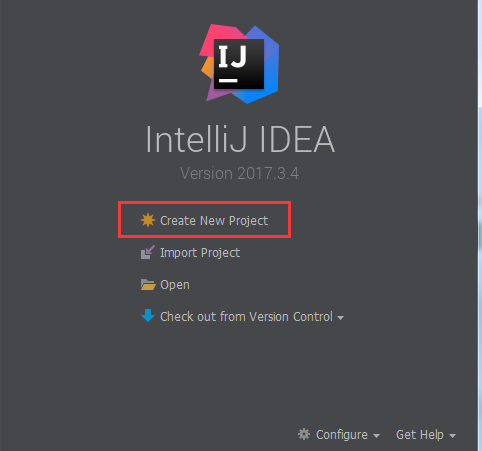 IJ
IntelliJ IDEA
Version 2017.3.4
Create New Project
Import Project
Open
Check out from Version Control
Configure Get Help